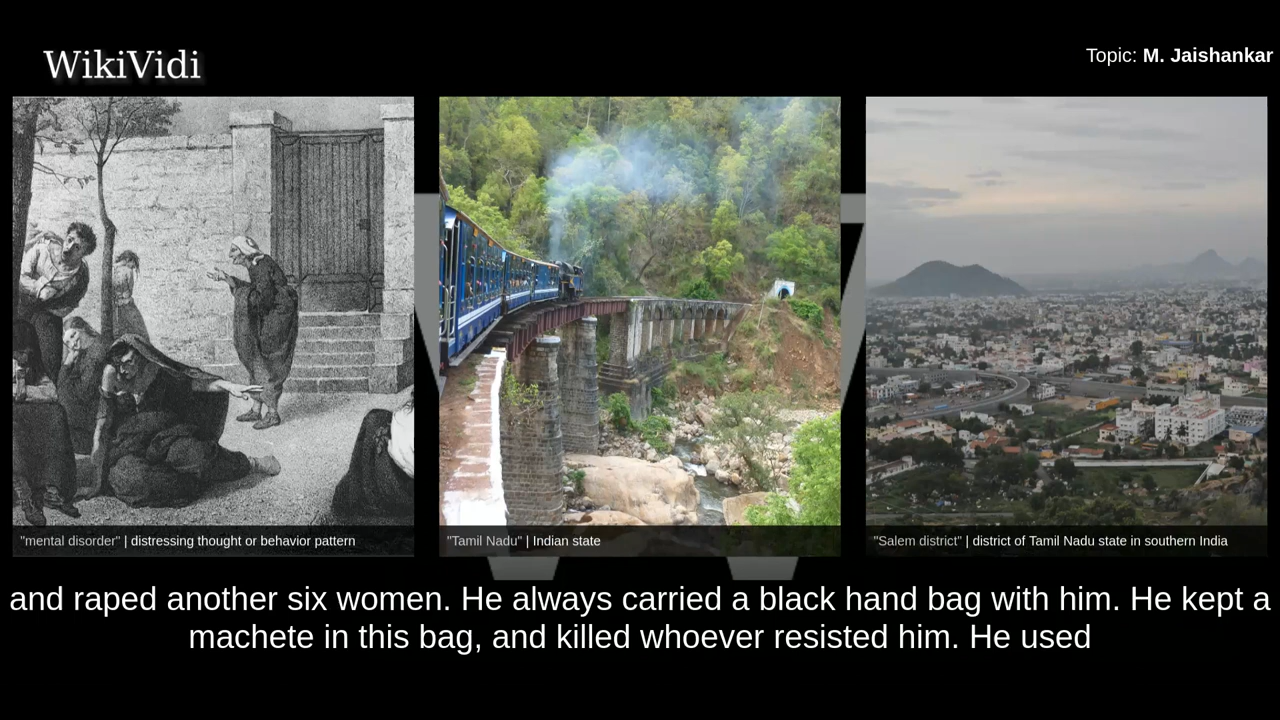 WikiVidi
Topic: M. Jaishankar
"mental disorder" | distressing thought or behavior pattern
"Tamil Nadu" | Indian state
"Salem district" | district of Tamil Nadu state in southern India
and raped another six women. He always carried a black hand bag with him. He kept a
machete in this bag, and killed whoever resisted him. He used